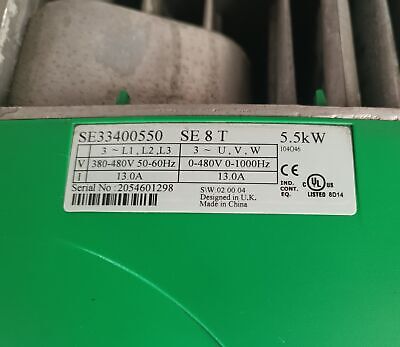 SE33400550 SE 8 T 5.5kW
3 ~ L1, L2, L3 3 ~ U, V, W 104O46
V 380-480V 50-60Hz 0-480V 0-1000Hz
I 13.0A 13.0A
Serial No : 2054601298 S\W 02 00 04
Designed in U.K.
Made in China
CE
IND.
CONT.
EQ.
C UL US
LISTED 8D14